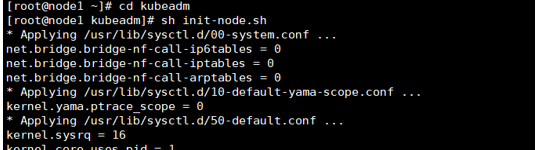 [root@node1 ~]# cd kubeadm
[root@node1 kubeadm]# sh init-node.sh
* Applying /usr/lib/sysctl.d/00-system.conf ...
net.bridge.bridge-nf-call-ip6tables = 0
net.bridge.bridge-nf-call-iptables = 0
net.bridge.bridge-nf-call-arptables = 0
* Applying /usr/lib/sysctl.d/10-default-yama-scope.conf ...
kernel.yama.ptrace_scope = 0
* Applying /usr/lib/sysctl.d/50-default.conf ...
kernel.sysrq = 16
kernel.core_uses_pid = 1